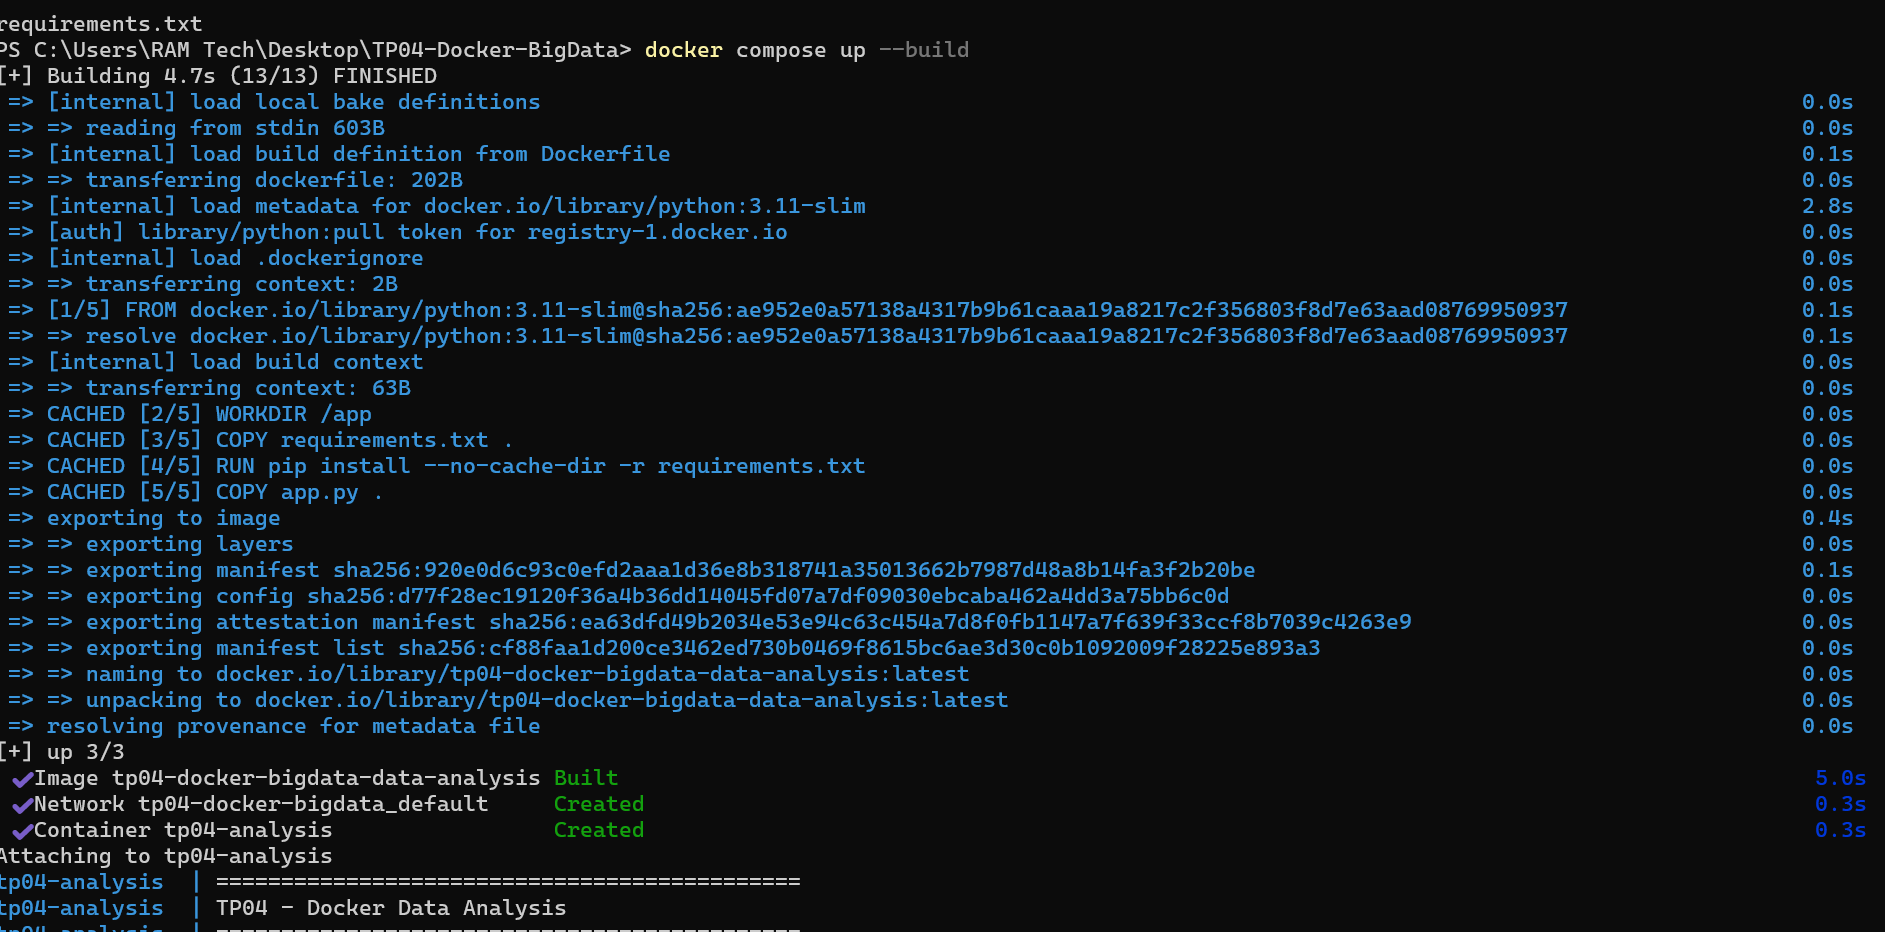 requirements.txt
PS C:\Users\RAM Tech\Desktop\TP04-Docker-BigData> docker compose up --build
[+] Building 4.7s (13/13) FINISHED
=> [internal] load local bake definitions 0.0s
=> => reading from stdin 603B 0.0s
=> [internal] load build definition from Dockerfile 0.1s
=> => transferring dockerfile: 202B 0.0s
=> [internal] load metadata for docker.io/library/python:3.11-slim 2.8s
=> [auth] library/python:pull token for registry-1.docker.io 0.0s
=> [internal] load .dockerignore 0.0s
=> => transferring context: 2B 0.0s
=> [1/5] FROM docker.io/library/python:3.11-slim@sha256:ae952e0a57138a4317b9b61caaa19a8217c2f356803f8d7e63aad08769950937 0.1s
=> => resolve docker.io/library/python:3.11-slim@sha256:ae952e0a57138a4317b9b61caaa19a8217c2f356803f8d7e63aad08769950937 0.1s
=> [internal] load build context 0.0s
=> => transferring context: 63B 0.0s
=> CACHED [2/5] WORKDIR /app 0.0s
=> CACHED [3/5] COPY requirements.txt . 0.0s
=> CACHED [4/5] RUN pip install --no-cache-dir -r requirements.txt 0.0s
=> CACHED [5/5] COPY app.py . 0.0s
=> exporting to image 0.4s
=> => exporting layers 0.0s
=> => exporting manifest sha256:920e0d6c93c0efd2aaa1d36e8b318741a35013662b7987d48a8b14fa3f2b20be 0.1s
=> => exporting config sha256:d77f28ec19120f36a4b36dd14045fd07a7df09030ebcaba462a4dd3a75bb6c0d 0.0s
=> => exporting attestation manifest sha256:ea63dfd49b2034e53e94c63c454a7d8f0fb1147a7f639f33ccf8b7039c4263e9 0.0s
=> => exporting manifest list sha256:cf88faa1d200ce3462ed730b0469f8615bc6ae3d30c0b1092009f28225e893a3 0.0s
=> => naming to docker.io/library/tp04-docker-bigdata-data-analysis:latest 0.0s
=> => unpacking to docker.io/library/tp04-docker-bigdata-data-analysis:latest 0.0s
=> resolving provenance for metadata file 0.0s
[+] up 3/3
✔Image tp04-docker-bigdata-data-analysis Built 5.0s
✔Network tp04-docker-bigdata_default Created 0.3s
✔Container tp04-analysis Created 0.3s
Attaching to tp04-analysis
tp04-analysis | =============================================
tp04-analysis | TP04 - Docker Data Analysis
tp04-analysis | =============================================